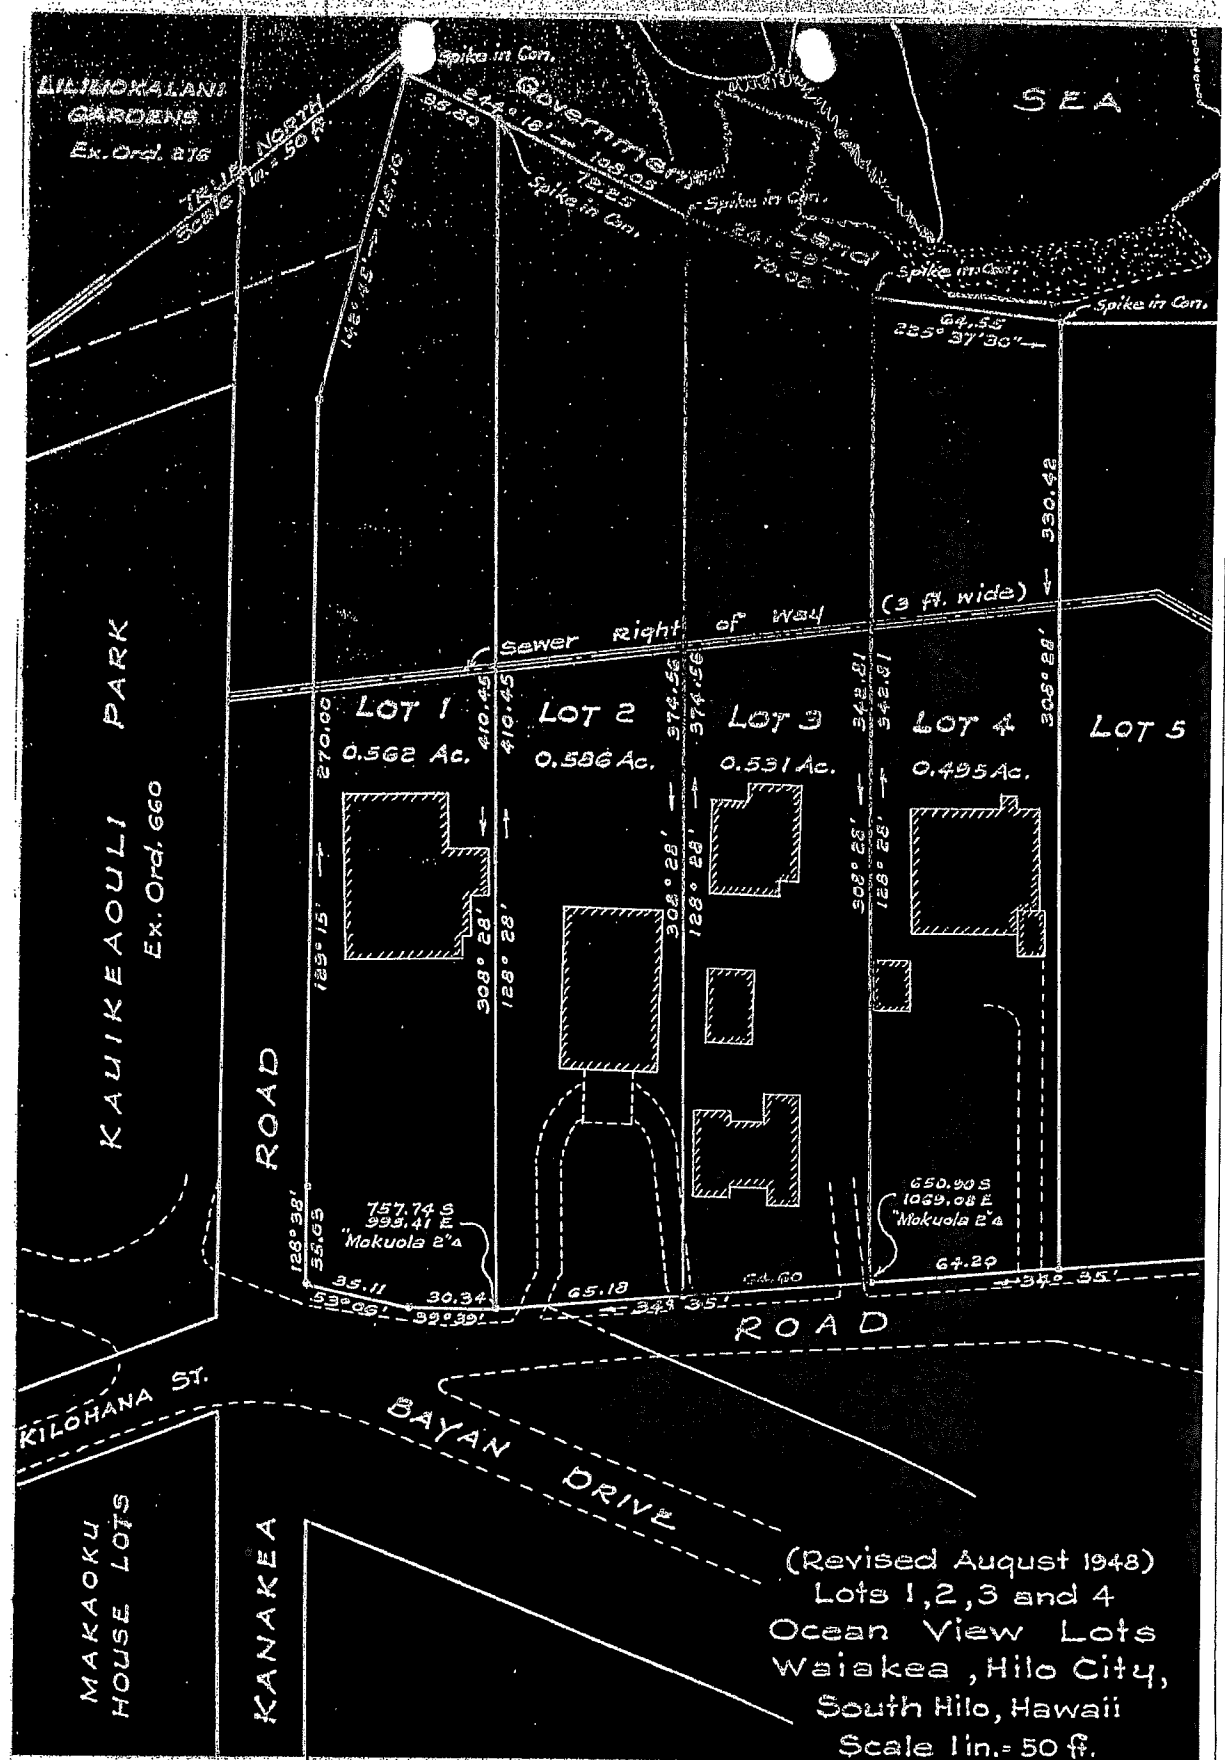 LILIUOKALANI
GARDENS
Ex. Ord. 276
TRUE NORTH
Scale 1 in. = 50 ft.
Spike in Con.
Government
Land
SEA
35.80
244° 18'
108.05
72.25
Spike in Con.
Spike in Con.
70.02
Spike in Con.
Spike in Con.
64.55
225° 37' 30"
115.10
330.42
308° 28'
Sewer Right of Way (3 ft. wide)
KAUIKEAOULI PARK
Ex. Ord. 660
ROAD
LOT 1
0.562 Ac.
LOT 2
0.586 Ac.
LOT 3
0.531 Ac.
LOT 4
0.495 Ac.
LOT 5
270.00
129° 15'
410.45
308° 28'
410.45
128° 28'
374.56
308° 28'
374.56
128° 28'
342.81
308° 28'
342.81
128° 28'
128° 38'
35.03
757.74 S
993.41 E
"Mokuola 2" Δ
650.90 S
1069.08 E
"Mokuola 2" Δ
35.11
53° 06'
30.34
39° 39'
65.18
34° 35'
64.60
64.20
34° 35'
ROAD
KILOHANA ST.
BAYAN DRIVE
MAKAOKU
HOUSE LOTS
KANAKEA
(Revised August 1948)
Lots 1, 2, 3 and 4
Ocean View Lots
Waiakea, Hilo City,
South Hilo, Hawaii
Scale 1 in. = 50 ft.